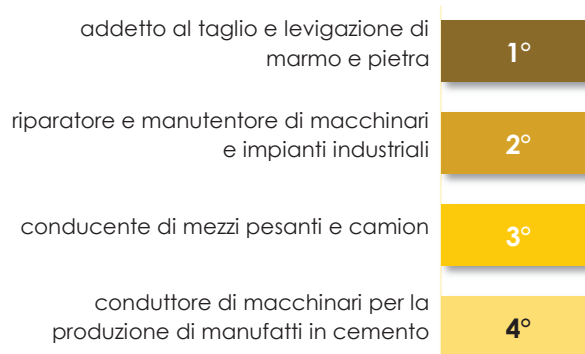 addetto al taglio e levigazione di
marmo e pietra
1°
riparatore e manutentore di macchinari
e impianti industriali
2°
conducente di mezzi pesanti e camion
3°
conduttore di macchinari per la
produzione di manufatti in cemento
4°